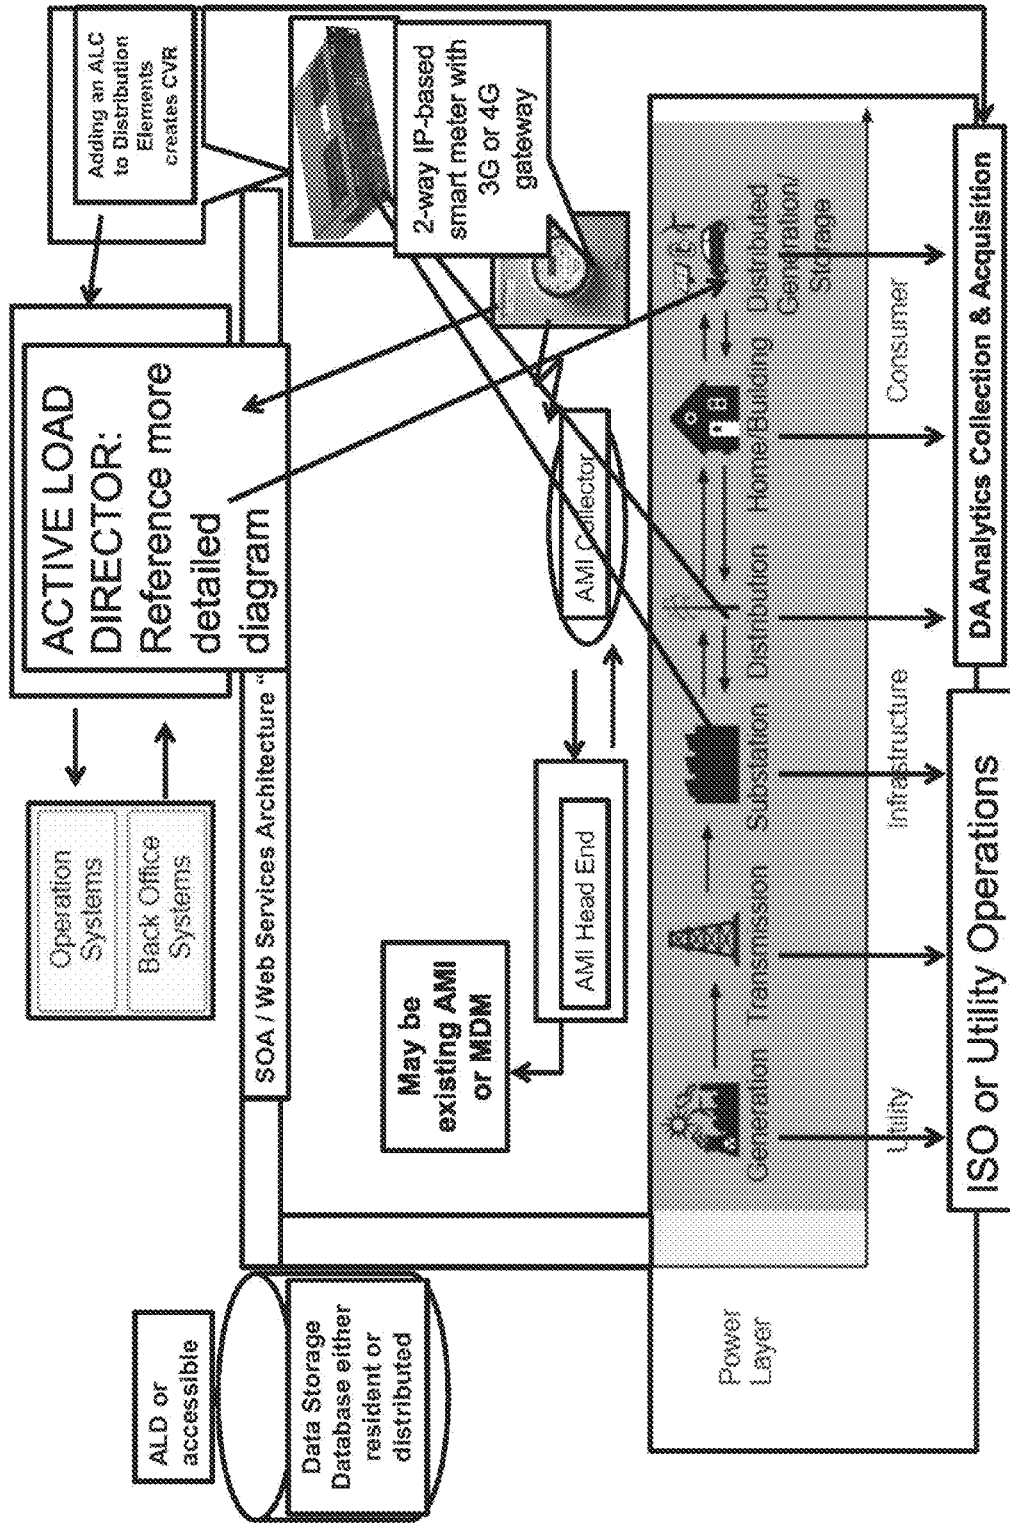 ALD or
accessible
Data Storage
Database either
resident or
distributed
Operation
Systems
Back Office
Systems
ACTIVE LOAD
DIRECTOR:
Reference more
detailed
diagram
Adding an ALC
to Distribution
Elements
creates CVR
SOA / Web Services Architecture "
2-way IP-based
smart meter with
3G or 4G
gateway
May be
existing AMI
or MDM
AMI Head End
AMI Collector
Power
Layer
Generation
Transmission
Substation
Distribution
Home/Building
Distributed
Generation/
Storage
Utility
Infrastructure
Consumer
ISO or Utility Operations
DA Analytics Collection & Acquisition